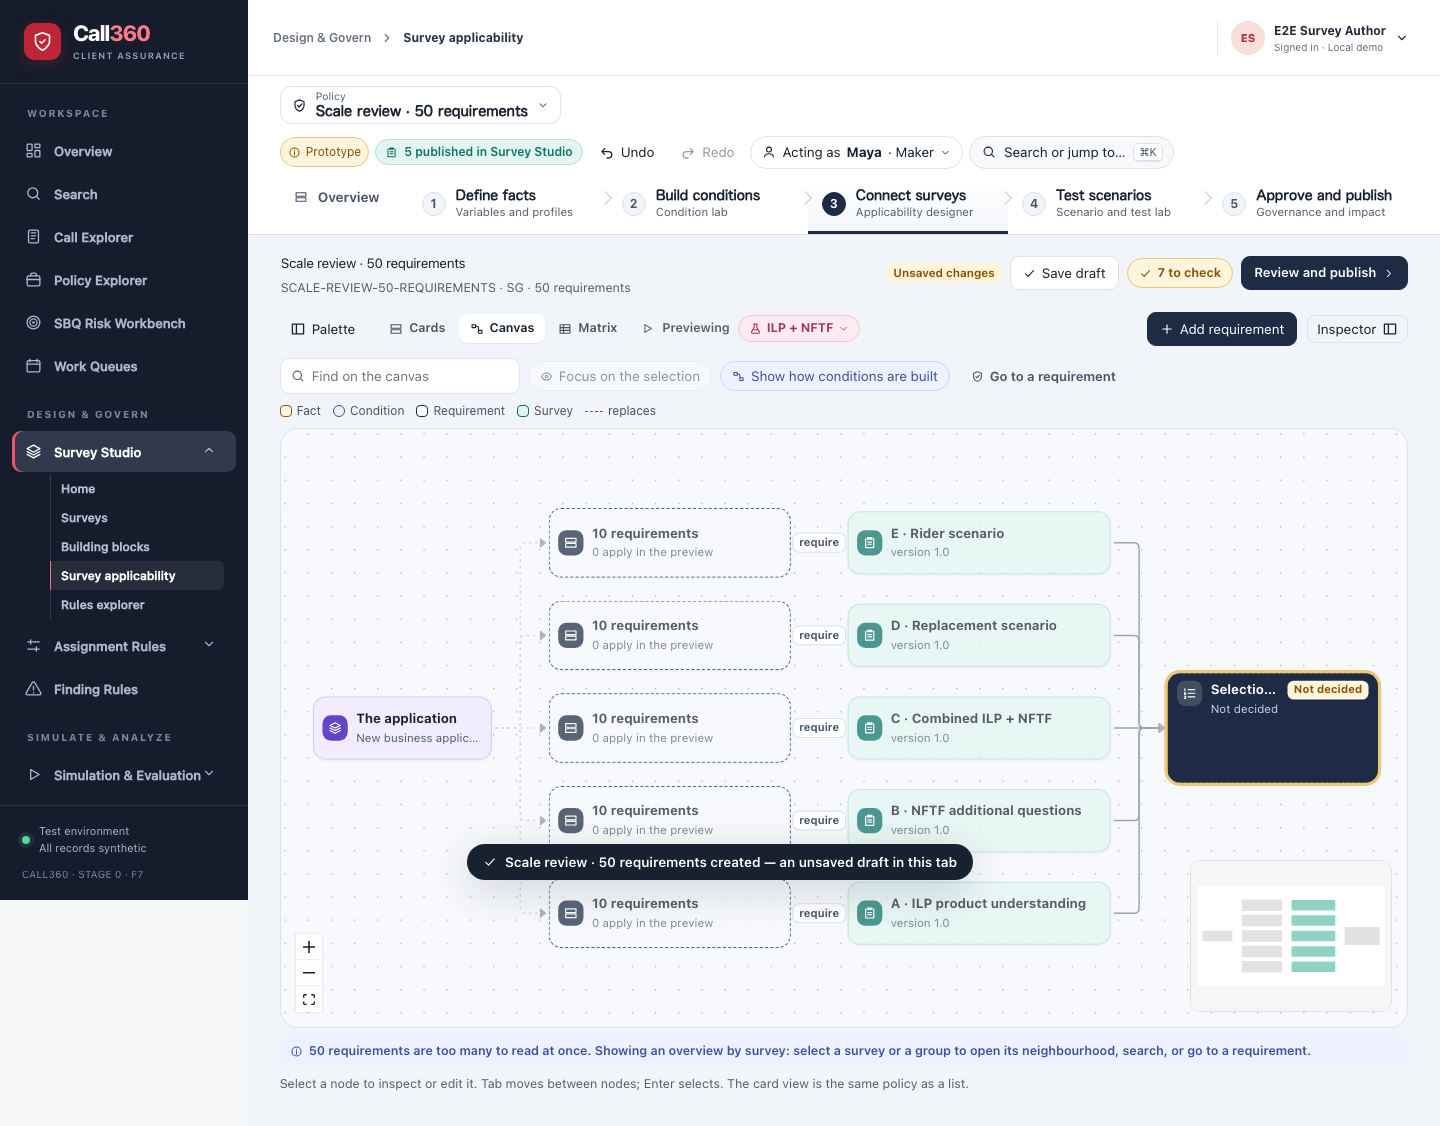 Call360
CLIENT ASSURANCE
WORKSPACE
Overview
Search
Call Explorer
Policy Explorer
SBQ Risk Workbench
Work Queues
DESIGN & GOVERN
Survey Studio
Home
Surveys
Building blocks
Survey applicability
Rules explorer
Assignment Rules
Finding Rules
SIMULATE & ANALYZE
Simulation & Evaluation
Test environment
All records synthetic
CALL360 · STAGE 0 · F7
Design & Govern > Survey applicability
ES
E2E Survey Author
Signed in · Local demo
Policy
Scale review · 50 requirements
Prototype
5 published in Survey Studio
Undo
Redo
Acting as Maya · Maker
Search or jump to... ⌘K
Overview
1 Define facts
Variables and profiles
2 Build conditions
Condition lab
3 Connect surveys
Applicability designer
4 Test scenarios
Scenario and test lab
5 Approve and publish
Governance and impact
Scale review · 50 requirements
SCALE-REVIEW-50-REQUIREMENTS · SG · 50 requirements
Unsaved changes
Save draft
7 to check
Review and publish
Palette
Cards
Canvas
Matrix
Previewing
ILP + NFTF
Add requirement
Inspector
Find on the canvas
Focus on the selection
Show how conditions are built
Go to a requirement
Fact
Condition
Requirement
Survey
---- replaces
The application
New business applic...
10 requirements
0 apply in the preview
require
E · Rider scenario
version 1.0
10 requirements
0 apply in the preview
require
D · Replacement scenario
version 1.0
10 requirements
0 apply in the preview
require
C · Combined ILP + NFTF
version 1.0
10 requirements
0 apply in the preview
require
B · NFTF additional questions
version 1.0
10 requirements
0 apply in the preview
require
A · ILP product understanding
version 1.0
Selectio...
Not decided
Not decided
Scale review · 50 requirements created — an unsaved draft in this tab
50 requirements are too many to read at once. Showing an overview by survey: select a survey or a group to open its neighbourhood, search, or go to a requirement.
Select a node to inspect or edit it. Tab moves between nodes; Enter selects. The card view is the same policy as a list.